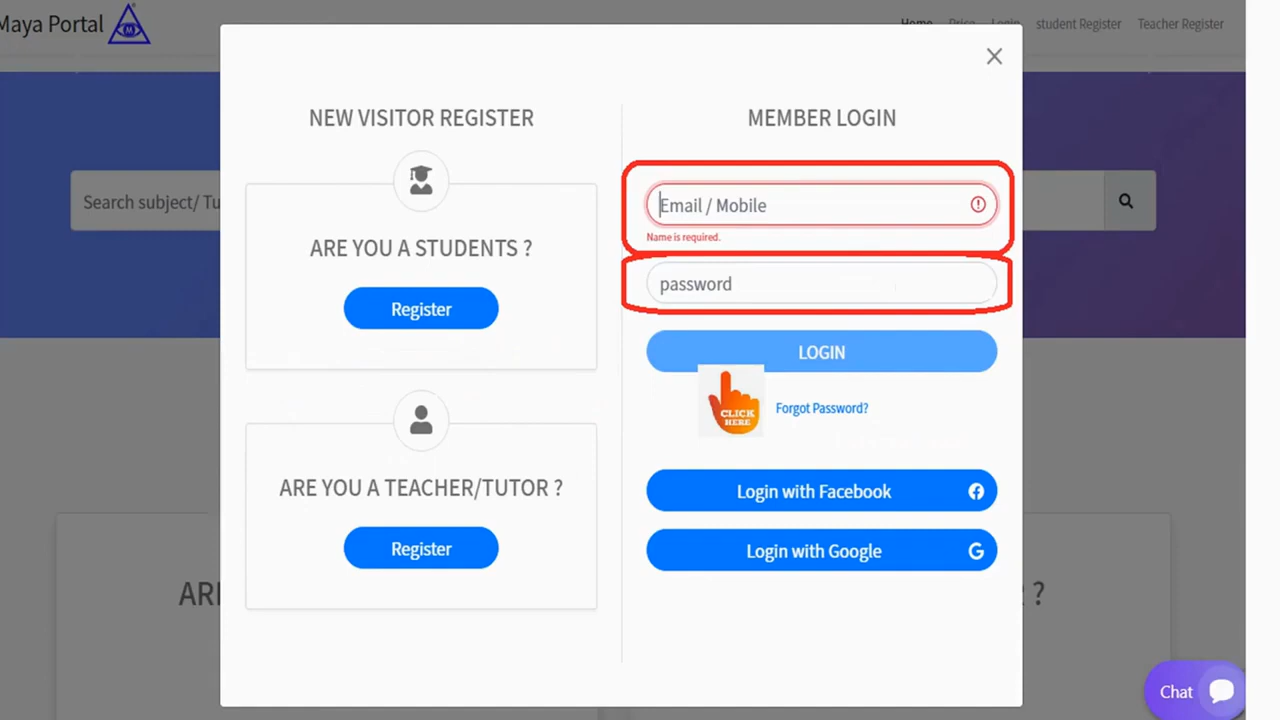 Maya Portal
M
Home Price Login student Register Teacher Register
Search subject/ Tu
NEW VISITOR REGISTER
ARE YOU A STUDENTS ?
Register
ARE YOU A TEACHER/TUTOR ?
Register
MEMBER LOGIN
Email / Mobile
Name is required.
password
LOGIN
CLICK
HERE
Forgot Password?
Login with Facebook
Login with Google
?
Chat